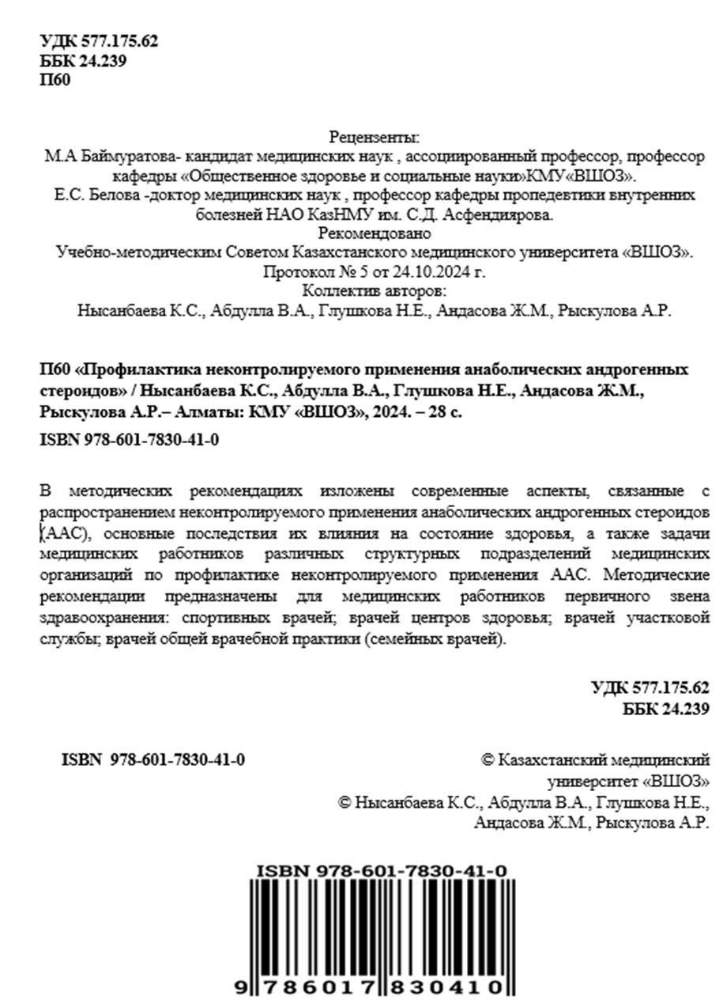 УДК 577.175.62
ББК 24.239
П60
Рецензенты:
М.А Баймуратова- кандидат медицинских наук , ассоциированный профессор, профессор
кафедры «Общественное здоровье и социальные науки»КМУ«ВШОЗ».
Е.С. Белова -доктор медицинских наук , профессор кафедры пропедевтики внутренних
болезней НАО КазНМУ им. С.Д. Асфендиярова.
Рекомендовано
Учебно-методическим Советом Казахстанского медицинского университета «ВШОЗ».
Протокол № 5 от 24.10.2024 г.
Коллектив авторов:
Нысанбаева К.С., Абдулла В.А., Глушкова Н.Е., Андасова Ж.М., Рыскулова А.Р.
П60 «Профилактика неконтролируемого применения анаболических андрогенных
стероидов» / Нысанбаева К.С., Абдулла В.А., Глушкова Н.Е., Андасова Ж.М.,
Рыскулова А.Р.– Алматы: КМУ «ВШОЗ», 2024. – 28 с.
ISBN 978-601-7830-41-0
В методических рекомендациях изложены современные аспекты, связанные с
распространением неконтролируемого применения анаболических андрогенных стероидов
(ААС), основные последствия их влияния на состояние здоровья, а также задачи
медицинских работников различных структурных подразделений медицинских
организаций по профилактике неконтролируемого применения ААС. Методические
рекомендации предназначены для медицинских работников первичного звена
здравоохранения: спортивных врачей; врачей центров здоровья; врачей участковой
службы; врачей общей врачебной практики (семейных врачей).
УДК 577.175.62
ББК 24.239
ISBN 978-601-7830-41-0
© Казахстанский медицинский
университет «ВШОЗ»
© Нысанбаева К.С., Абдулла В.А., Глушкова Н.Е.,
Андасова Ж.М., Рыскулова А.Р.
ISBN 978-601-7830-41-0
9 786017 830410